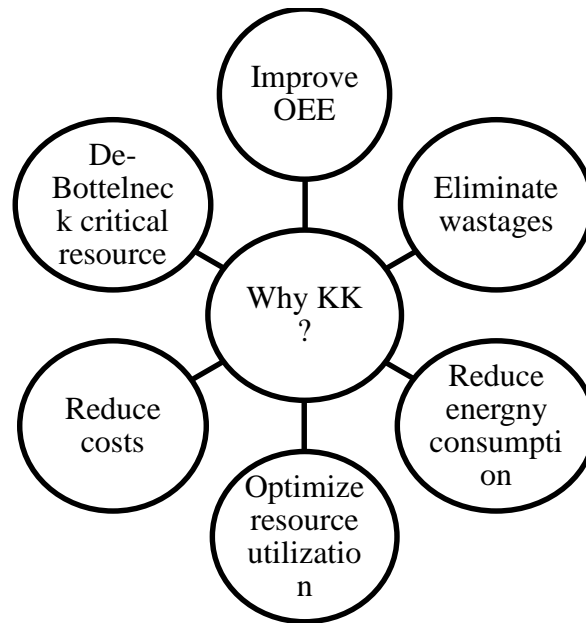 Improve
OEE
De-
Bottelnec
k critical
resource
Eliminate
wastages
Why KK
?
Reduce
costs
Reduce
energny
consumpti
on
Optimize
resource
utilizatio
n